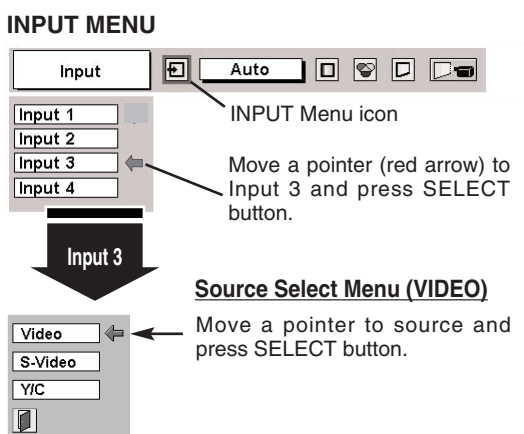 INPUT MENU
Input Auto
INPUT Menu icon
Input 1
Input 2
Input 3
Input 4
Move a pointer (red arrow) to
Input 3 and press SELECT
button.
Input 3
Source Select Menu (VIDEO)
Move a pointer to source and
press SELECT button.
Video
S-Video
Y/C